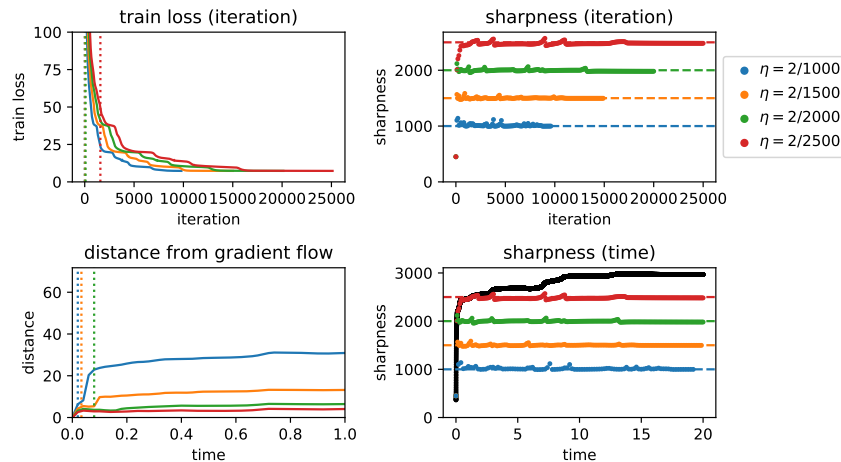 train loss (iteration)
100
75
50
25
0
train loss
0 5000 10000 15000 20000 25000
iteration
sharpness (iteration)
2000
1000
0
sharpness
0 5000 10000 15000 20000 25000
iteration
η = 2/1000
η = 2/1500
η = 2/2000
η = 2/2500
distance from gradient flow
60
40
20
0
distance
0.0 0.2 0.4 0.6 0.8 1.0
time
sharpness (time)
3000
2000
1000
0
sharpness
0 5 10 15 20
time